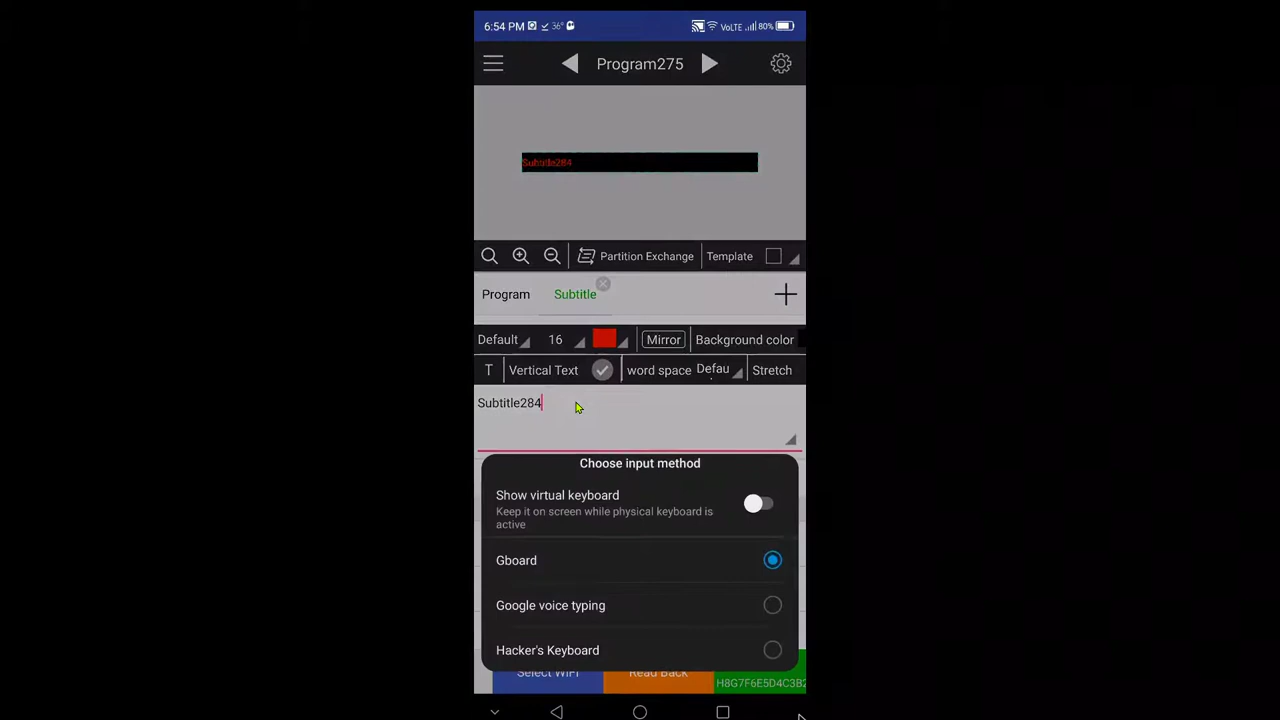 6:54 PM 36° VoLTE 80%
Program275
Subtitle284
Partition Exchange Template
Program Subtitle
Default 16 Mirror Background color
T Vertical Text word space Defau Stretch
Subtitle284
Choose input method
Show virtual keyboard
Keep it on screen while physical keyboard is
active
Gboard
Google voice typing
Hacker's Keyboard
Select WiFi Read Back
H8G7F6E5D4C3B2